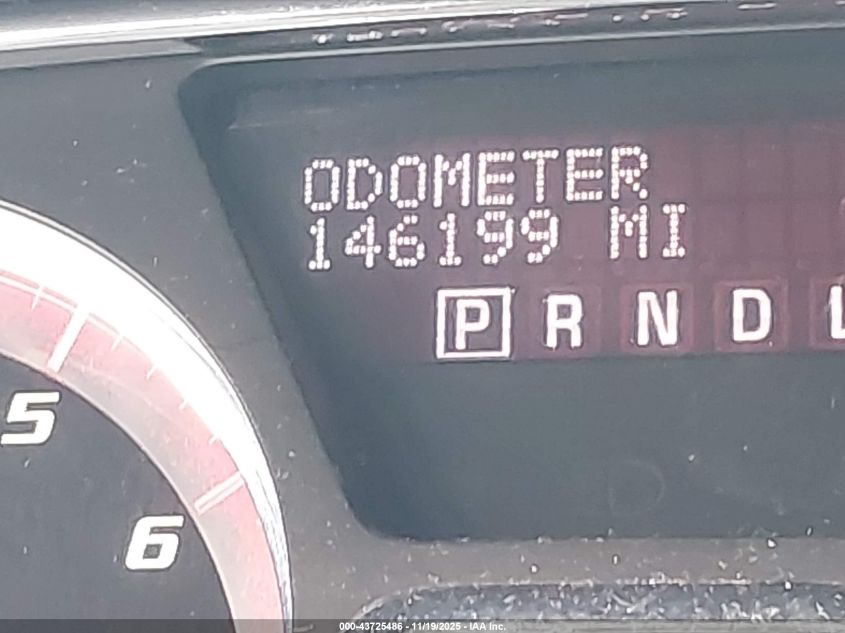 ODOMETER
146199 MI
P R N D L
5
6
000-43725486 - 11/19/2025 - IAA Inc.